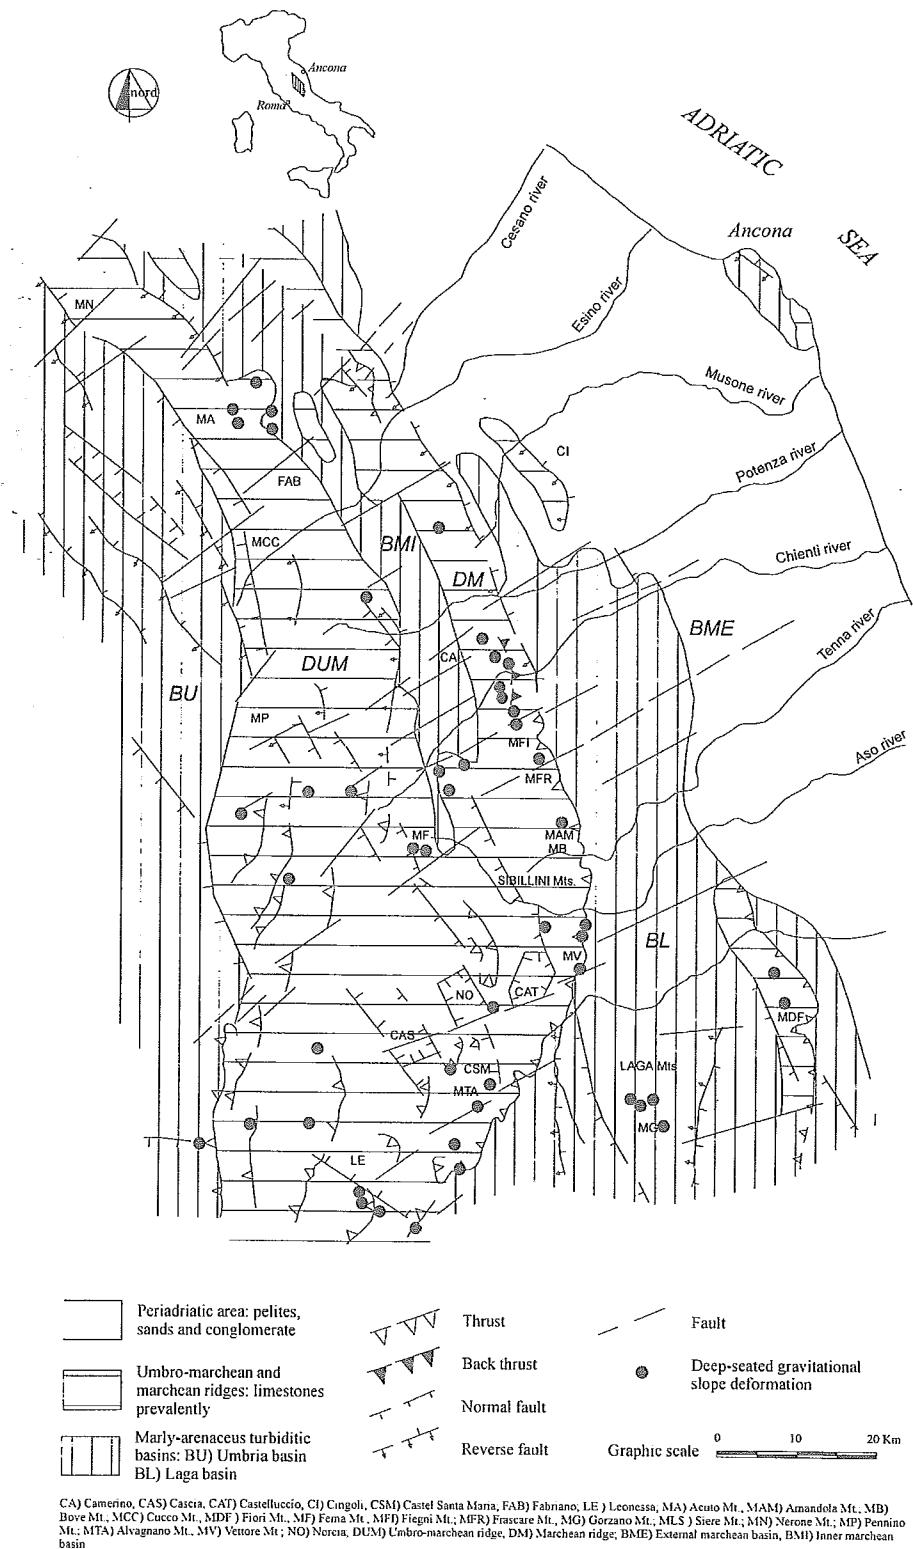 Ancona
nord
Roma
ADRIATIC
SEA
Ancona
Cesano river
Esino river
MN
Musone river
MA
CI
Potenza river
FAB
MCC
BMI
Chienti river
DM
BME
Tenna river
CA
DUM
BU
MP
MFI
Aso river
MFR
MF
MAM
MB
SIBILLINI Mts.
BL
MV
NO
CAT
MDF
CAS
CSM
LAGA Mts
MTA
MG
LE
Periadriatic area: pelites,
sands and conglomerate
Umbro-marchean and
marchean ridges: limestones
prevalently
Marly-arenaceus turbiditic
basins: BU) Umbria basin
BL) Laga basin
Thrust
Back thrust
Normal fault
Reverse fault
Fault
Deep-seated gravitational
slope deformation
Graphic scale
0 10 20 Km
CA) Camerino, CAS) Cascia, CAT) Castelluccio, CI) Cingoli, CSM) Castel Santa Maria, FAB) Fabriano; LE ) Leonessa, MA) Acuto Mt., MAM) Amandola Mt.; MB)
Bove Mt.; MCC) Cucco Mt., MDF ) Fiori Mt., MF) Fema Mt., MFI) Fiegni Mt.; MFR) Frascare Mt., MG) Gorzano Mt.; MLS ) Siere Mt.; MN) Nerone Mt.; MP) Pennino
Mt.; MTA) Alvagnano Mt., MV) Vettore Mt ; NO) Norcia, DUM) Umbro-marchean ridge, DM) Marchean ridge; BME) External marchean basin, BMI) Inner marchean
basin